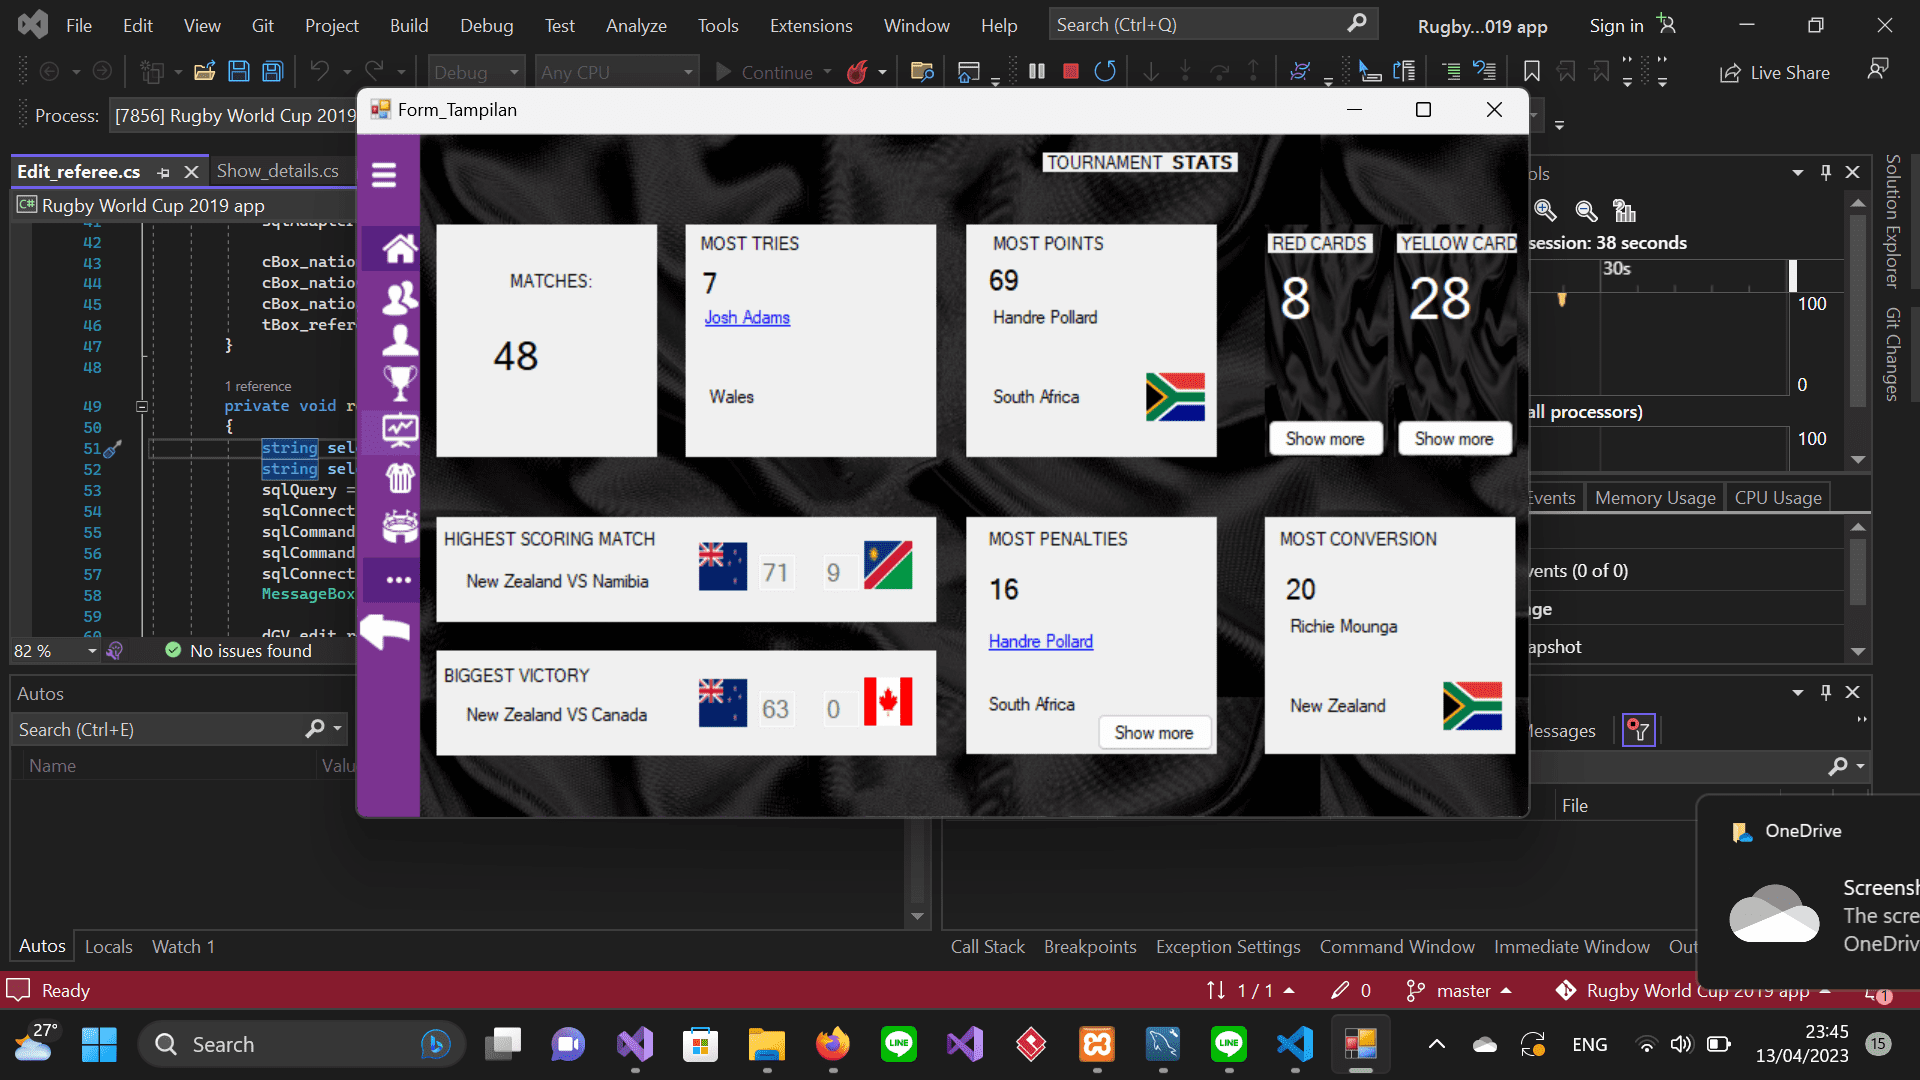 File Edit View Git Project Build Debug Test Analyze Tools Extensions Window Help Search (Ctrl+Q) Rugby...019 app Sign in
Debug Any CPU Continue Live Share
Process: [7856] Rugby World Cup 2019
Form_Tampilan
Edit_referee.cs Show_details.cs
Rugby World Cup 2019 app
41 sqlAdapter
42
43 cBox_natio
44 cBox_natio
45 cBox_natio
46 tBox_refer
47 }
48
1 reference
49 private void r
50 {
51 string sel
52 string sel
53 sqlQuery =
54 sqlConnect
55 sqlCommand
56 sqlCommand
57 sqlConnect
58 MessageBox
59
60 dGV_edit_r
82 % No issues found
TOURNAMENT STATS
MATCHES:
48
MOST TRIES
7
Josh Adams
Wales
MOST POINTS
69
Handre Pollard
South Africa
RED CARDS
8
Show more
YELLOW CARD
28
Show more
HIGHEST SCORING MATCH
New Zealand VS Namibia 71 9
BIGGEST VICTORY
New Zealand VS Canada 63 0
MOST PENALTIES
16
Handre Pollard
South Africa
Show more
MOST CONVERSION
20
Richie Mounga
New Zealand
ols
session: 38 seconds
30s
100
0
all processors)
100
Events Memory Usage CPU Usage
vents (0 of 0)
age
apshot
Solution Explorer
Git Changes
Autos
Search (Ctrl+E)
Name Valu
Autos Locals Watch 1
Messages
File
Call Stack Breakpoints Exception Settings Command Window Immediate Window Out
OneDrive
Screensh
The scre
OneDriv
Ready 1 / 1 0 master Rugby World Cup 2019 app 1
27° Search LINE LINE ENG 23:45
13/04/2023 15